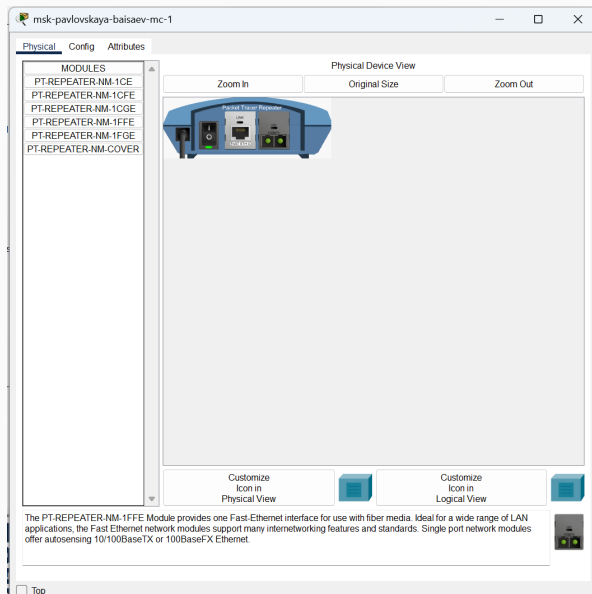 msk-pavlovskaya-baisaev-mc-1
Physical Config Attributes
MODULES
PT-REPEATER-NM-1CE
PT-REPEATER-NM-1CFE
PT-REPEATER-NM-1CGE
PT-REPEATER-NM-1FFE
PT-REPEATER-NM-1FGE
PT-REPEATER-NM-COVER
Physical Device View
Zoom In Original Size Zoom Out
Packet Tracer Repeater
Customize
Icon in
Physical View
Customize
Icon in
Logical View
The PT-REPEATER-NM-1FFE Module provides one Fast-Ethernet interface for use with fiber media. Ideal for a wide range of LAN
applications, the Fast Ethernet network modules support many internetworking features and standards. Single port network modules
offer autosensing 10/100BaseTX or 100BaseFX Ethernet.
Top